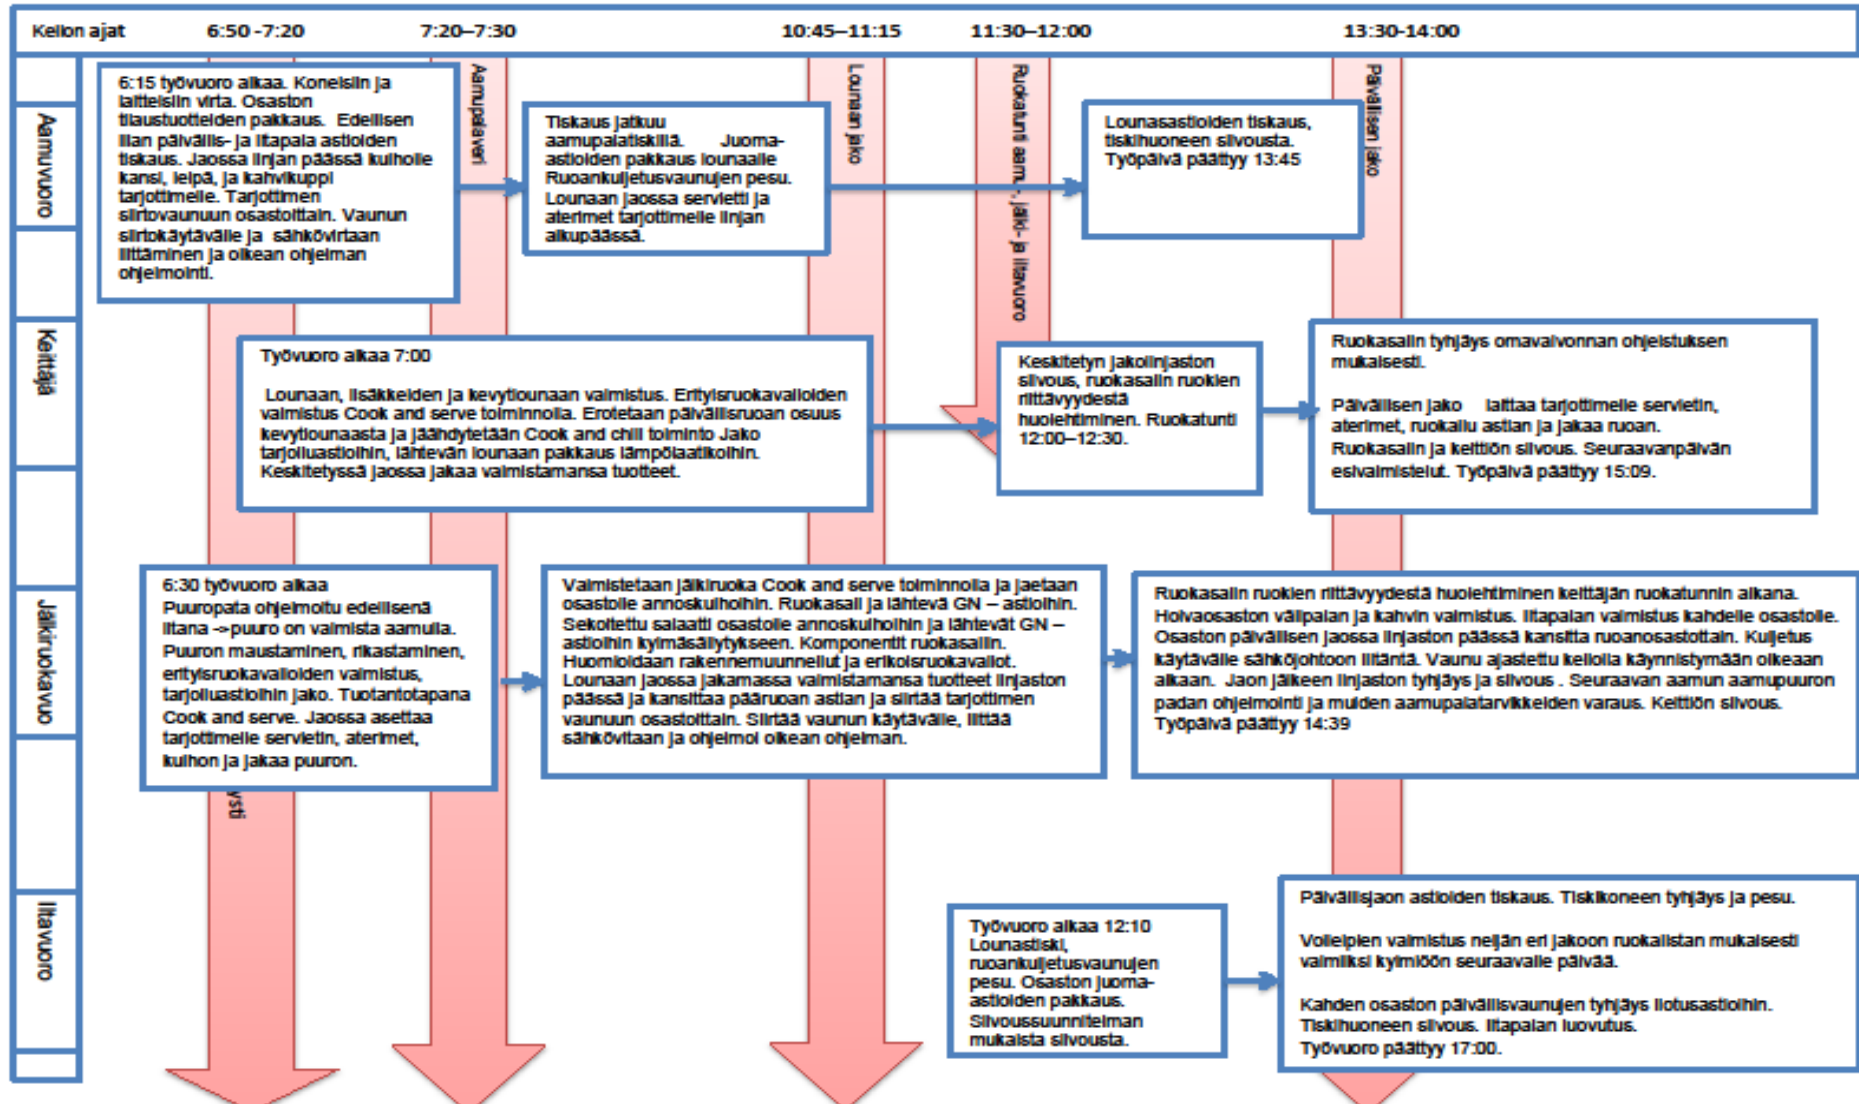 Kellon ajat 6:50 -7:20 7:20–7:30 10:45–11:15 11:30–12:00 13:30-14:00
Aamupalaveri
Lounaan jako
Ruokatunti aamu-, jälki- ja iltavuoro
Päivällisen jako
Aamuvuoro
6:15 työvuoro alkaa. Koneisiin ja
laitteisiin virta. Osaston
tilaustuotteiden pakkaus. Edellisen
illan päivällis- ja iltapala astioiden
tiskaus. Jaossa linjan päässä kulholle
kansi, leipä, ja kahvikuppi
tarjottimelle. Tarjottimen
siirtovaunuun osastoittain. Vaunun
siirtokäytävälle ja sähkövirtaan
liittäminen ja oikean ohjelman
ohjelmointi.
Tiskaus jatkuu
aamupalatiskillä. Juoma-
astioiden pakkaus lounaalle
Ruoankuljetusvaunujen pesu.
Lounaan jaossa servietti ja
aterimet tarjottimelle linjan
alkupäässä.
Lounasastioiden tiskaus,
tiskihuoneen siivousta.
Työpäivä päättyy 13:45
Keittäjä
Työvuoro alkaa 7:00
Lounaan, lisäkkeiden ja kevytlounaan valmistus. Erityisruokavalioiden
valmistus Cook and serve toiminnolla. Erotetaan päivällisruoan osuus
kevytlounaasta ja jäähdytetään Cook and chill toiminto Jako
tarjoiluastioihin, lähtevän lounaan pakkaus lämpölaatikoihin.
Keskitetyssä jaossa jakaa valmistamansa tuotteet.
Keskitetyn jakolinjaston
siivous, ruokasalin ruokien
riittävyydestä
huolehtiminen. Ruokatunti
12:00–12:30.
Ruokasalin tyhjäys omavalvonnan ohjeistuksen
mukaisesti.
Päivällisen jako laittaa tarjottimelle servietin,
aterimet, ruokailu astian ja jakaa ruoan.
Ruokasalin ja keittiön siivous. Seuraavanpäivän
esivalmistelut. Työpäivä päättyy 15:09.
Jälkiruokavuo
6:30 työvuoro alkaa
Puuropata ohjelmoitu edellisenä
iltana ->puuro on valmista aamulla.
Puuron maustaminen, rikastaminen,
erityisruokavalioiden valmistus,
tarjoiluastioihin jako. Tuotantotapana
Cook and serve. Jaossa asettaa
tarjottimelle servietin, aterimet,
kulhon ja jakaa puuron.
ysti
Valmistetaan jälkiruoka Cook and serve toiminnolla ja jaetaan
osastolle annoskulhoihin. Ruokasali ja lähtevä GN – astioihin.
Sekoitettu salaatti osastolle annoskulhoihin ja lähtevät GN –
astioihin kylmäsäilytykseen. Komponentit ruokasaliin.
Huomioidaan rakennemuunnellut ja erikoisruokavaliot.
Lounaan jaossa jakamassa valmistamansa tuotteet linjaston
päässä ja kansittaa pääruoan astian ja siirtää tarjottimen
vaunuun osastoittain. Siirtää vaunun käytävälle, liittää
sähkövitaan ja ohjelmoi oikean ohjelman.
Ruokasalin ruokien riittävyydestä huolehtiminen keittäjän ruokatunnin aikana.
Hoivaosaston välipalan ja kahvin valmistus. Iltapalan valmistus kahdelle osastolle.
Osaston päivällisen jaossa linjaston päässä kansitta ruoanosastottain. Kuljetus
käytävälle sähköjohtoon liitäntä. Vaunu ajastettu kellolla käynnistymään oikeaan
aikaan. Jaon jälkeen linjaston tyhjäys ja siivous . Seuraavan aamun aamupuuron
padan ohjelmointi ja muiden aamupalatarvikkeiden varaus. Keittiön siivous.
Työpäivä päättyy 14:39
Iltavuoro
Työvuoro alkaa 12:10
Lounastiski,
ruoankuljetusvaunujen
pesu. Osaston juoma-
astioiden pakkaus.
Siivoussuunnitelman
mukaista siivousta.
Päivällisjaon astioiden tiskaus. Tiskikoneen tyhjäys ja pesu.
Voileipien valmistus neljän eri jakoon ruokalistan mukaisesti
valmiiksi kylmiöön seuraavalle päivää.
Kahden osaston päivällisvaunujen tyhjäys liotusastioihin.
Tiskihuoneen siivous. Iltapalan luovutus.
Työvuoro päättyy 17:00.